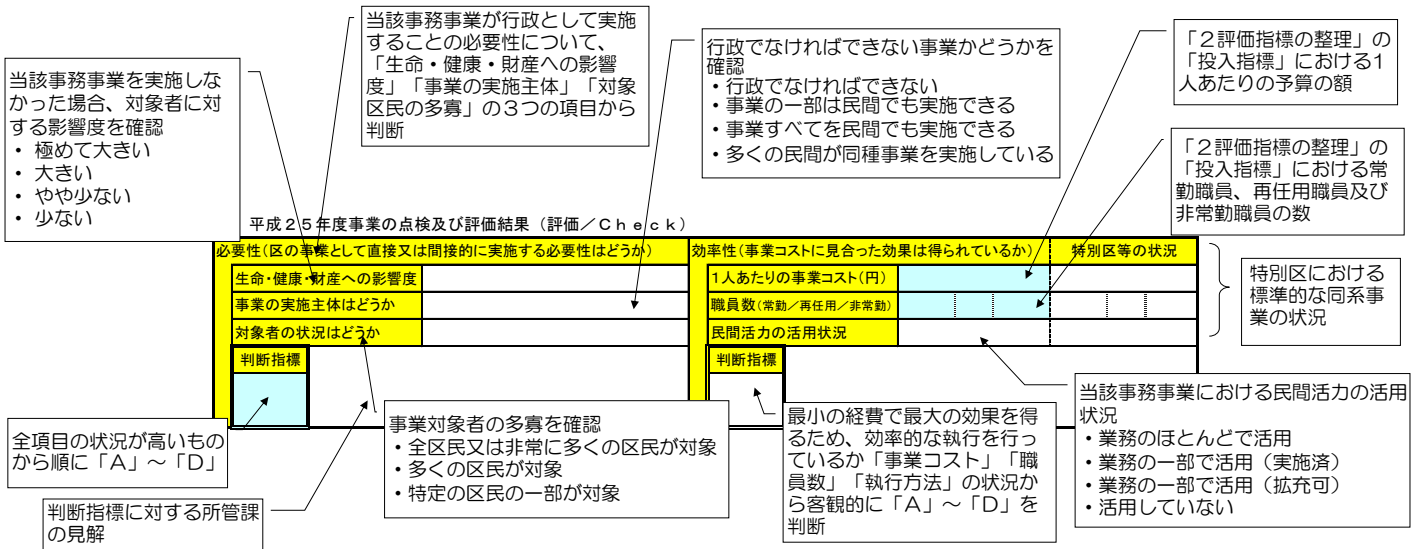 当該事務事業が行政として実施
することの必要性について、
「生命・健康・財産への影響
度」「事業の実施主体」「対象
区民の多寡」の３つの項目から
判断
行政でなければできない事業かどうかを
確認
・行政でなければできない
・事業の一部は民間でも実施できる
・事業すべてを民間でも実施できる
・多くの民間が同種事業を実施している
「２評価指標の整理」の
「投入指標」における１
人あたりの予算の額
当該事務事業を実施しな
かった場合、対象者に対
する影響度を確認
・ 極めて大きい
・ 大きい
・ やや少ない
・ 少ない
「２評価指標の整理」の
「投入指標」における常
勤職員、再任用職員及び
非常勤職員の数
平成２５年度事業の点検及び評価結果（評価／Ｃｈｅｃｋ）
必要性（区の事業として直接又は間接的に実施する必要性はどうか）
効率性（事業コストに見合った効果は得られているか）
特別区等の状況
生命・健康・財産への影響度
１人あたりの事業コスト（円）
事業の実施主体はどうか
職員数（常勤／再任用／非常勤）
対象者の状況はどうか
民間活力の活用状況
判断指標
判断指標
特別区における
標準的な同系事
業の状況
全項目の状況が高いもの
から順に「Ａ」～「Ｄ」
判断指標に対する所管課
の見解
事業対象者の多寡を確認
・全区民又は非常に多くの区民が対象
・多くの区民が対象
・特定の区民の一部が対象
最小の経費で最大の効果を得
るため、効率的な執行を行っ
ているか「事業コスト」「職
員数」「執行方法」の状況か
ら客観的に「Ａ」～「Ｄ」を
判断
当該事務事業における民間活力の活用
状況
・業務のほとんどで活用
・業務の一部で活用（実施済）
・業務の一部で活用（拡充可）
・活用していない